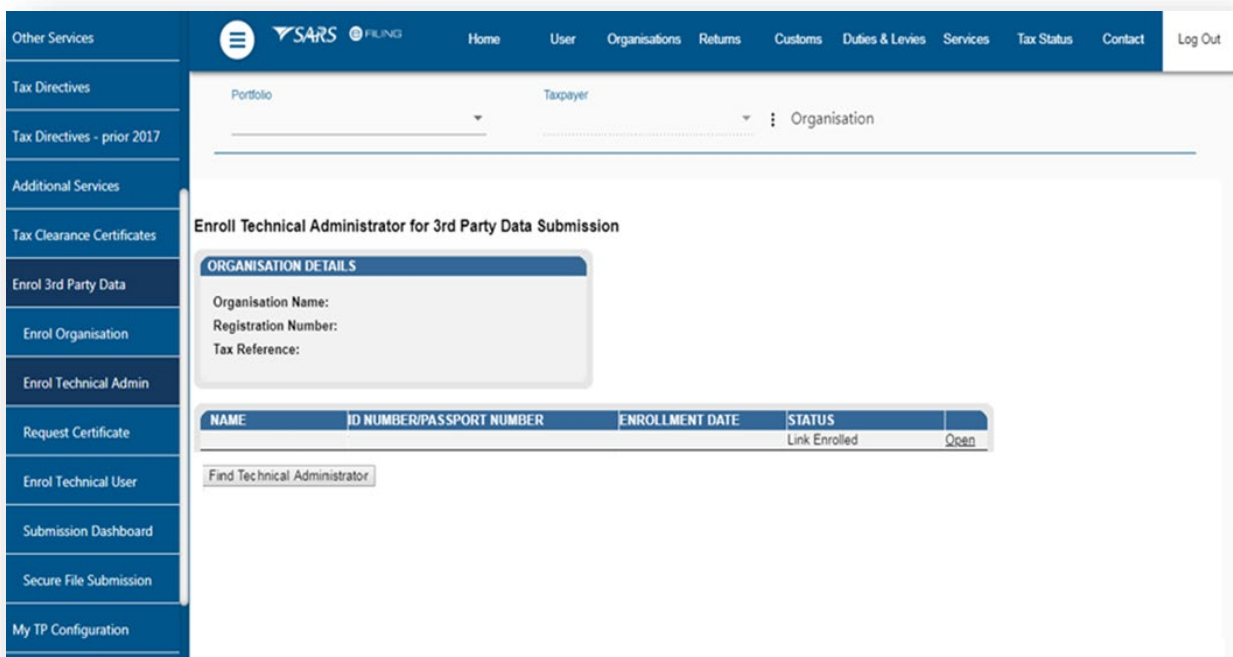 Other Services
Tax Directives
Tax Directives - prior 2017
Additional Services
Tax Clearance Certificates
Enrol 3rd Party Data
Enrol Organisation
Enrol Technical Admin
Request Certificate
Enrol Technical User
Submission Dashboard
Secure File Submission
My TP Configuration
SARS eFILING Home User Organisations Returns Customs Duties & Levies Services Tax Status Contact Log Out
Portfolio Taxpayer
Organisation
Enroll Technical Administrator for 3rd Party Data Submission
ORGANISATION DETAILS
Organisation Name:
Registration Number:
Tax Reference:
NAME ID NUMBER/PASSPORT NUMBER ENROLLMENT DATE STATUS
Link Enrolled Open
Find Technical Administrator